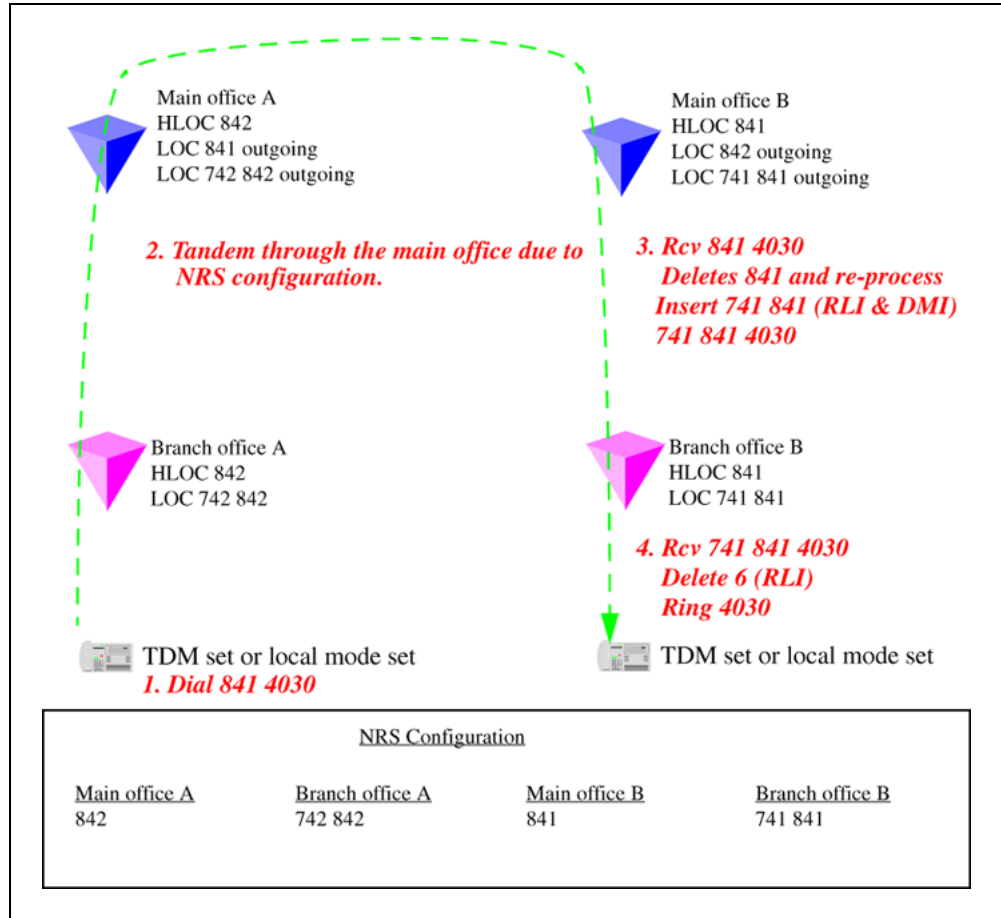 Main office A
HLOC 842
LOC 841 outgoing
LOC 742 842 outgoing
Main office B
HLOC 841
LOC 842 outgoing
LOC 741 841 outgoing
2. Tandem through the main office due to
NRS configuration.
3. Rcv 841 4030
Deletes 841 and re-process
Insert 741 841 (RLI & DMI)
741 841 4030
Branch office A
HLOC 842
LOC 742 842
Branch office B
HLOC 841
LOC 741 841
4. Rcv 741 841 4030
Delete 6 (RLI)
Ring 4030
TDM set or local mode set
1. Dial 841 4030
TDM set or local mode set
NRS Configuration
Main office A
842
Branch office A
742 842
Main office B
841
Branch office B
741 841